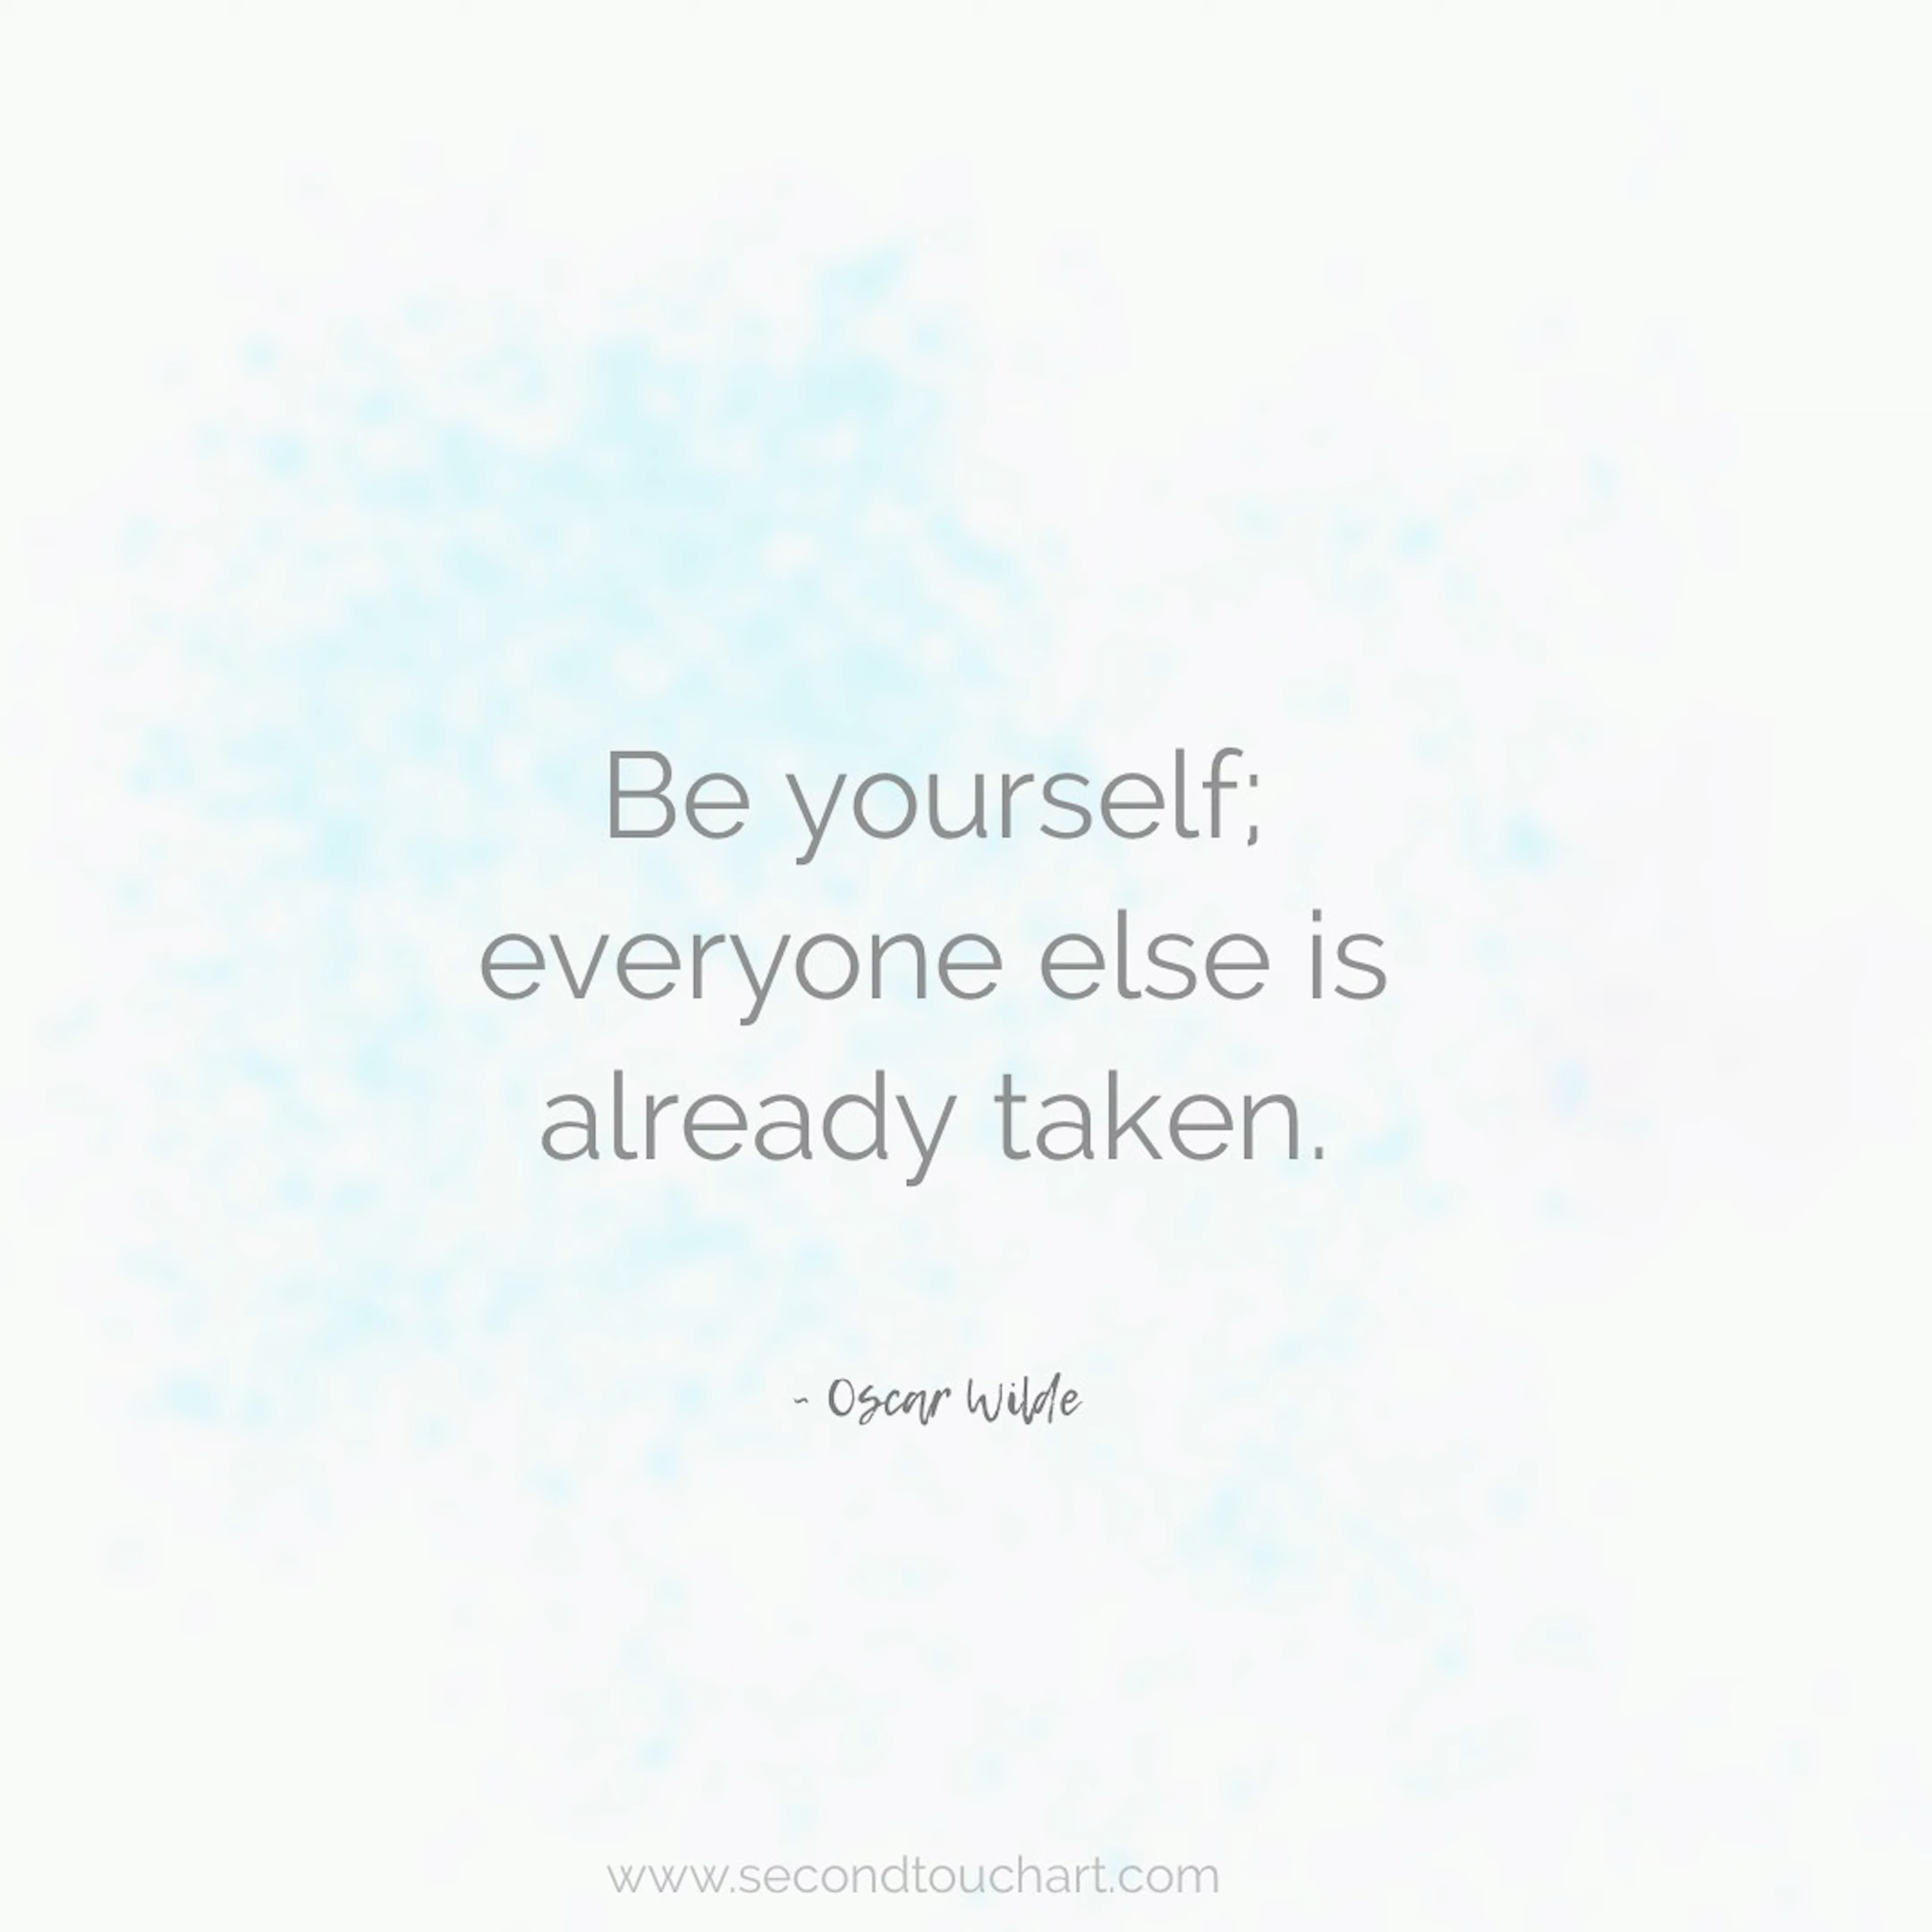 Be yourself;
everyone else is
already taken.
~ Oscar Wilde
www.secondtouchart.com